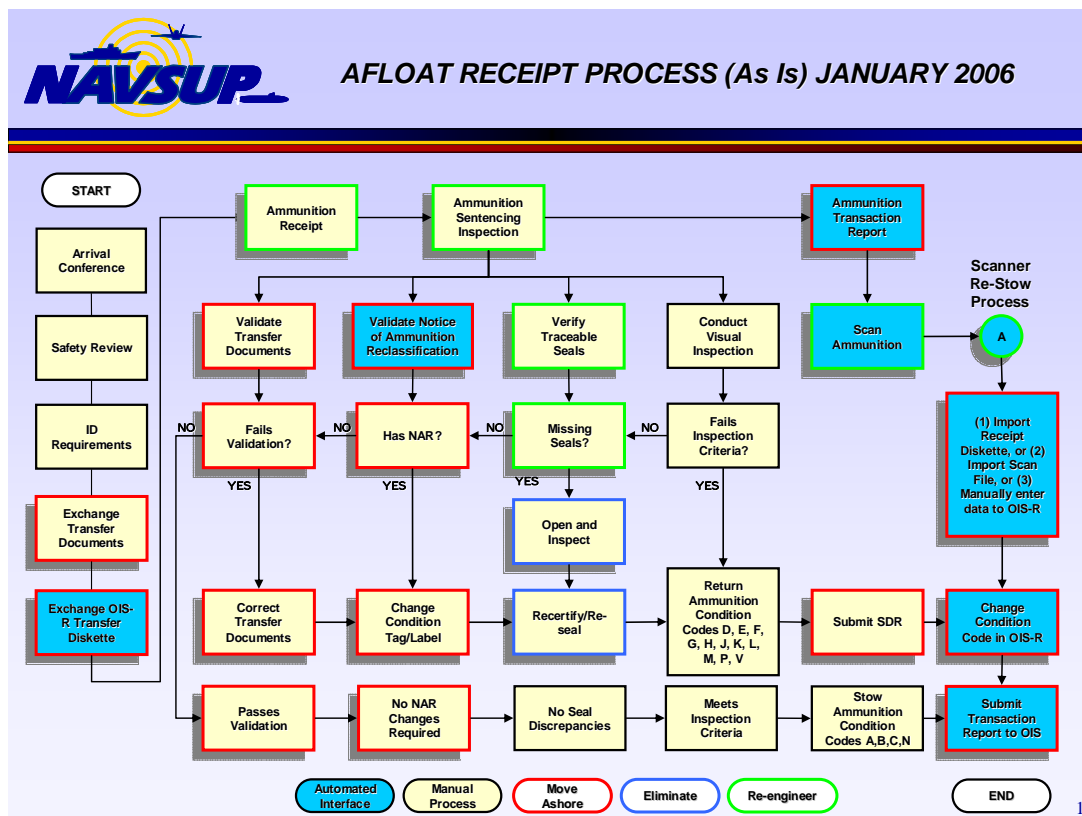 NAVSUP
AFLOAT RECEIPT PROCESS (As Is) JANUARY 2006
START
Arrival
Conference
Safety Review
ID
Requirements
Exchange
Transfer
Documents
Exchange OIS-
R Transfer
Diskette
Ammunition
Receipt
Ammunition
Sentencing
Inspection
Ammunition
Transaction
Report
Scanner
Re-Stow
Process
Validate
Transfer
Documents
Validate Notice
of Ammunition
Reclassification
Verify
Traceable
Seals
Conduct
Visual
Inspection
Scan
Ammunition
A
NO
Fails
Validation?
NO
Has NAR?
NO
Missing
Seals?
NO
Fails
Inspection
Criteria?
(1) Import
Receipt
Diskette, or (2)
Import Scan
File, or (3)
Manually enter
data to OIS-R
YES
YES
YES
YES
Open and
Inspect
Correct
Transfer
Documents
Change
Condition
Tag/Label
Recertify/Re-
seal
Return
Ammunition
Condition
Codes D, E, F,
G, H, J, K, L,
M, P, V
Submit SDR
Change
Condition
Code in OIS-R
Passes
Validation
No NAR
Changes
Required
No Seal
Discrepancies
Meets
Inspection
Criteria
Stow
Ammunition
Condition
Codes A,B,C,N
Submit
Transaction
Report to OIS
Automated
Interface
Manual
Process
Move
Ashore
Eliminate
Re-engineer
END
1